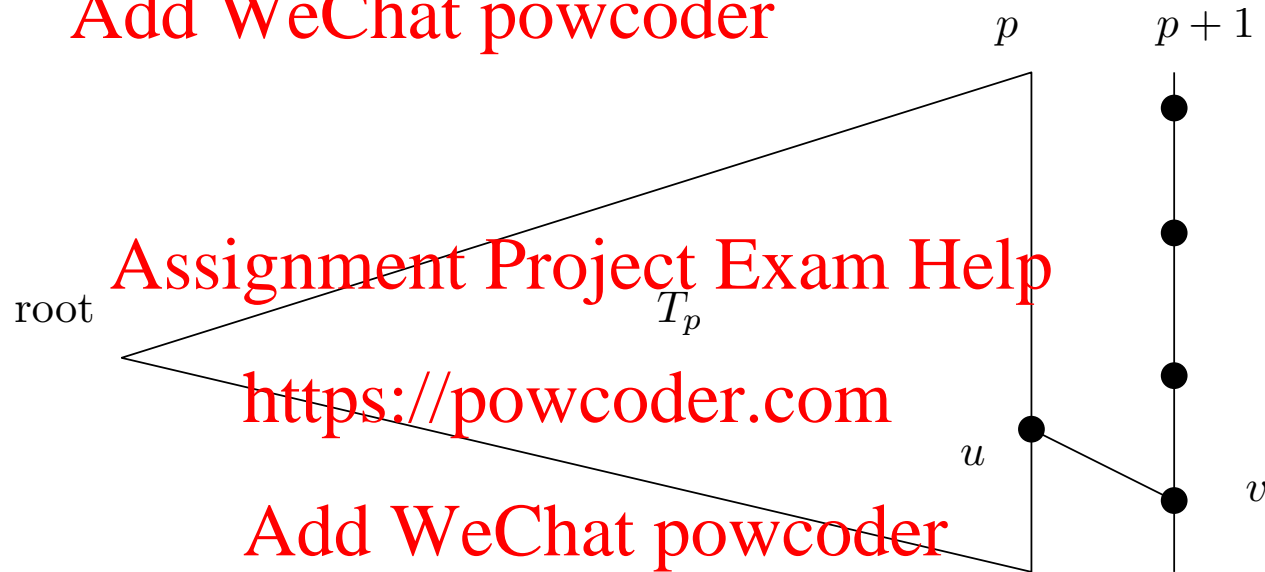 Add WeChat powcoder
p p + 1
Assignment Project Exam Help
root
T_p
https://powcoder.com
u
v
Add WeChat powcoder